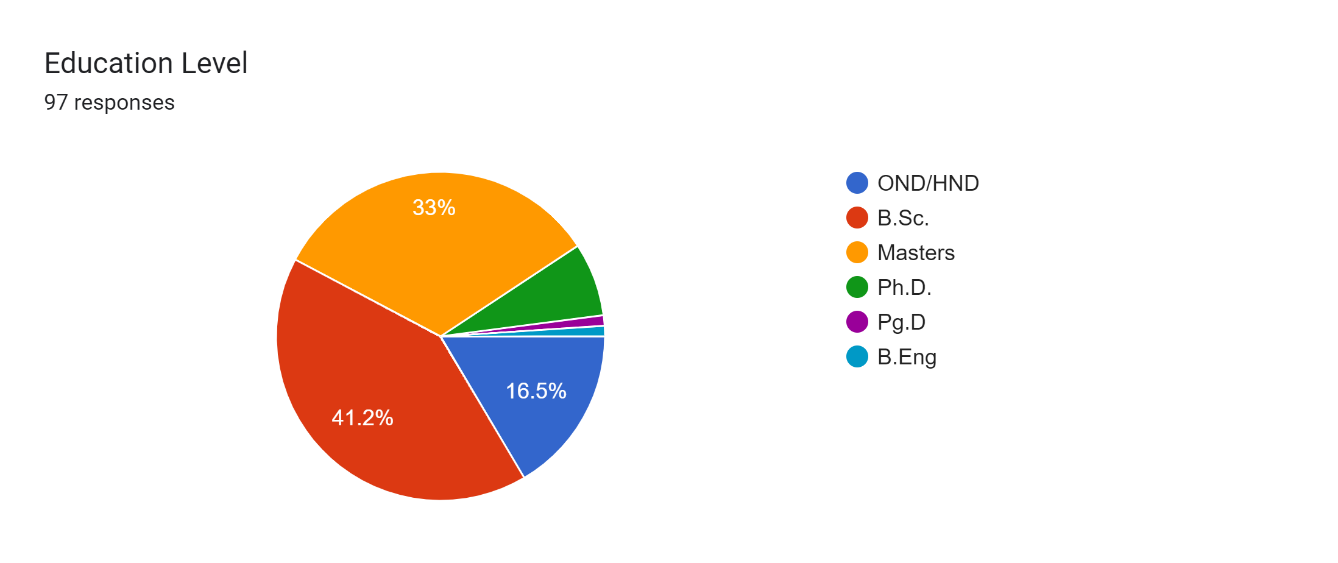 Education Level
97 responses
33%
16.5%
41.2%
OND/HND
B.Sc.
Masters
Ph.D.
Pg.D
B.Eng